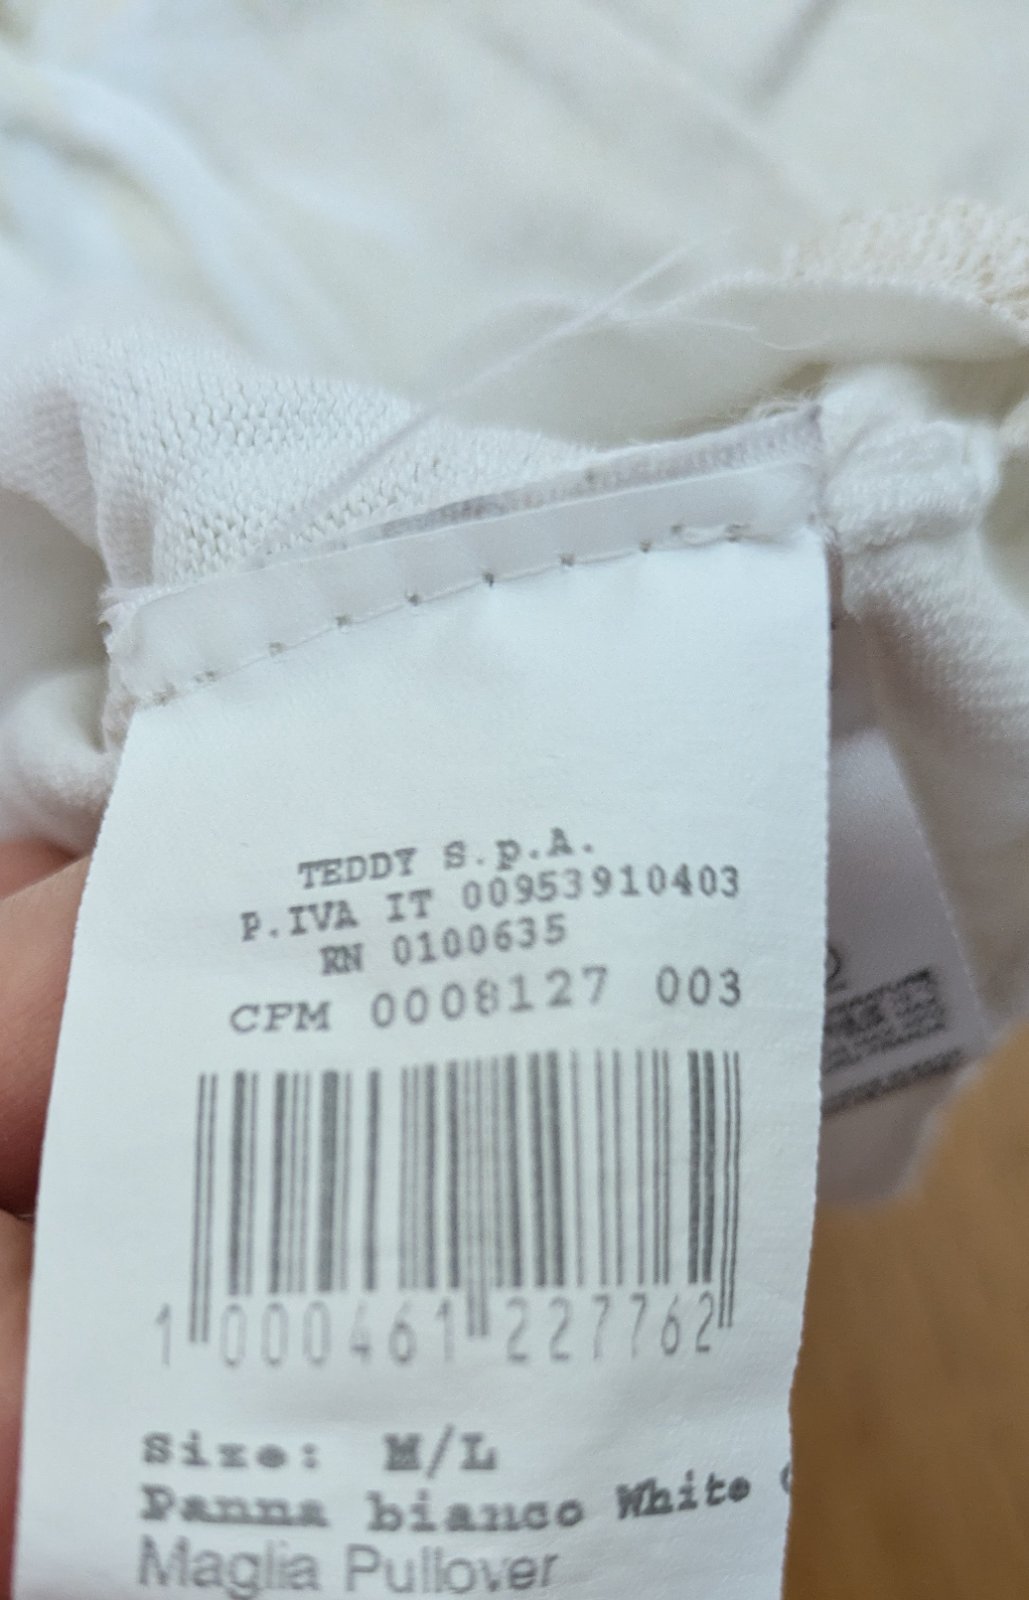 TEDDY S.p.A.
P.IVA IT 00953910403
RN 0100635
CPM 0008127 003
1 000461 227762
Size: M/L
Panna bianco White
Maglia Pullover